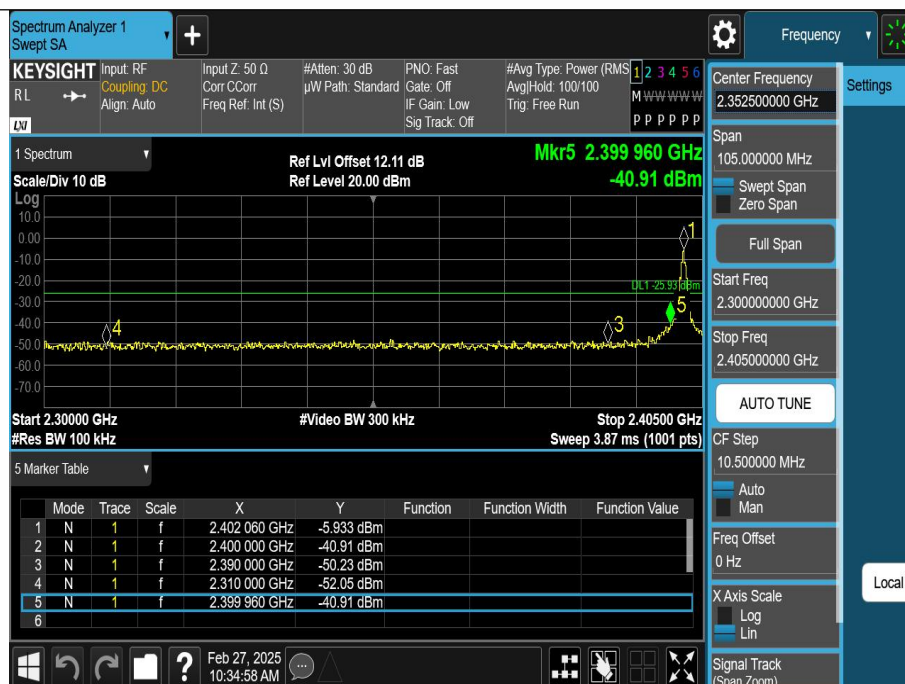 Spectrum Analyzer 1
Swept SA
+
Frequency
KEYSIGHT
RL
LXI
Input: RF
Coupling: DC
Align: Auto
Input Z: 50 Ω
Corr CCorr
Freq Ref: Int (S)
#Atten: 30 dB
µW Path: Standard
PNO: Fast
Gate: Off
IF Gain: Low
Sig Track: Off
#Avg Type: Power (RMS
Avg|Hold: 100/100
Trig: Free Run
1 2 3 4 5 6
M W W W W W
P P P P P P
1 Spectrum
Scale/Div 10 dB
Log
Ref Lvl Offset 12.11 dB
Ref Level 20.00 dBm
Mkr5 2.399 960 GHz
-40.91 dBm
10.0
0.00
-10.0
-20.0
-30.0
-40.0
-50.0
-60.0
-70.0
1
DL1 -25.93 dBm
5
3
4
Start 2.30000 GHz
#Res BW 100 kHz
#Video BW 300 kHz
Stop 2.40500 GHz
Sweep 3.87 ms (1001 pts)
5 Marker Table
Mode Trace Scale X Y Function Function Width Function Value
1 N 1 f 2.402 060 GHz -5.933 dBm
2 N 1 f 2.400 000 GHz -40.91 dBm
3 N 1 f 2.390 000 GHz -50.23 dBm
4 N 1 f 2.310 000 GHz -52.05 dBm
5 N 1 f 2.399 960 GHz -40.91 dBm
6
?
Feb 27, 2025
10:34:58 AM
Center Frequency
2.352500000 GHz
Span
105.000000 MHz
Swept Span
Zero Span
Full Span
Start Freq
2.300000000 GHz
Stop Freq
2.405000000 GHz
AUTO TUNE
CF Step
10.500000 MHz
Auto
Man
Freq Offset
0 Hz
X Axis Scale
Log
Lin
Signal Track
(Span Zoom)
Settings
Local